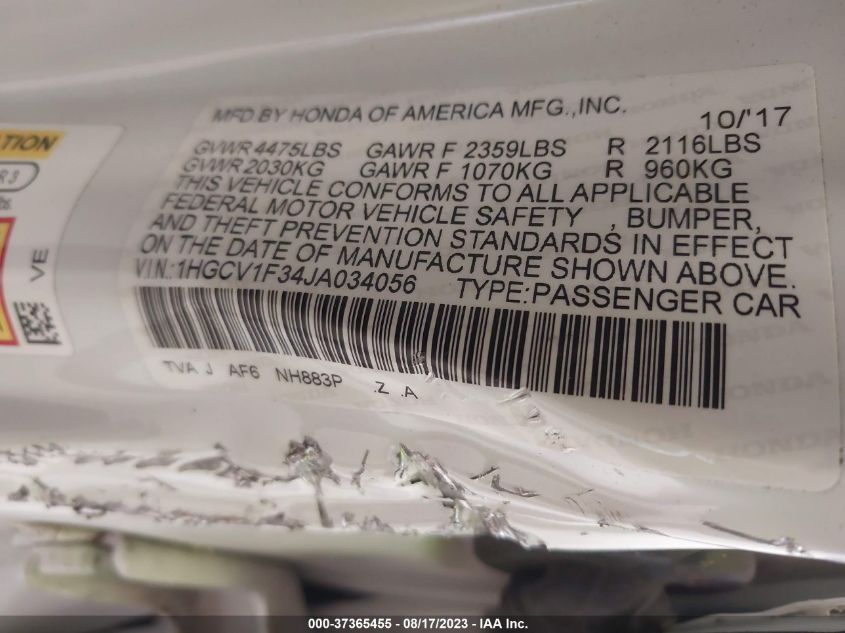 MFD BY HONDA OF AMERICA MFG.,INC. 10/'17
GVWR 4475LBS GAWR F 2359LBS R 2116LBS
GVWR 2030KG GAWR F 1070KG R 960KG
THIS VEHICLE CONFORMS TO ALL APPLICABLE
FEDERAL MOTOR VEHICLE SAFETY , BUMPER,
AND THEFT PREVENTION STANDARDS IN EFFECT
ON THE DATE OF MANUFACTURE SHOWN ABOVE.
VIN:1HGCV1F34JA034056 TYPE:PASSENGER CAR
TVA J AF6 NH883P .Z .A
ATION
R 3
VE
000-37365455 - 08/17/2023 - IAA Inc.